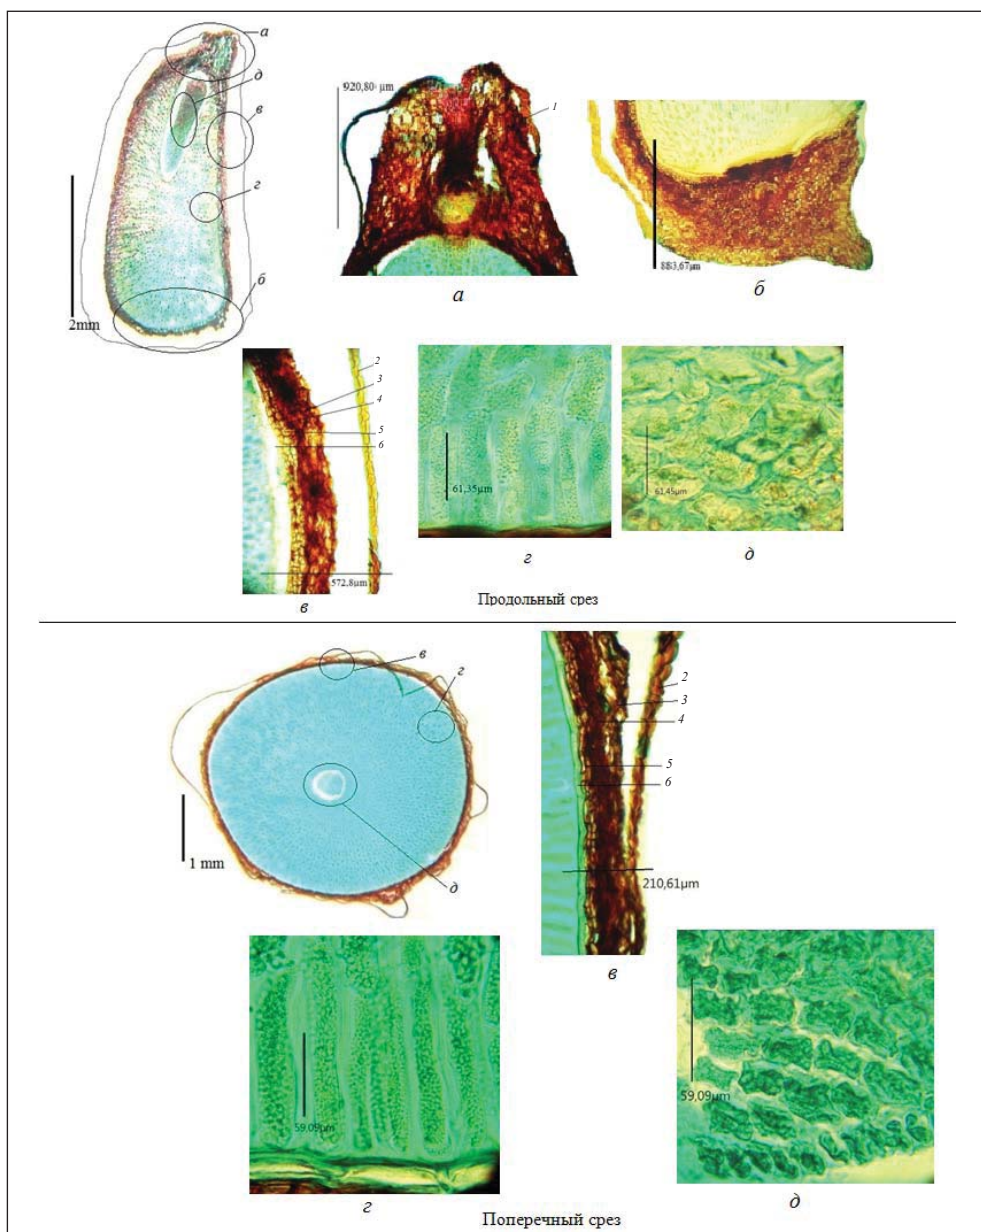 а
д
в
г
б
2mm
920,80 µm
1
а
883,67µm
б
2
3
4
5
6
572,8µm
в
61,35µm
г
61,45µm
д
Продольный срез
в
г
д
1 mm
2
3
4
5
6
210,61µm
в
59,09µm
г
59,09µm
д
Поперечный срез